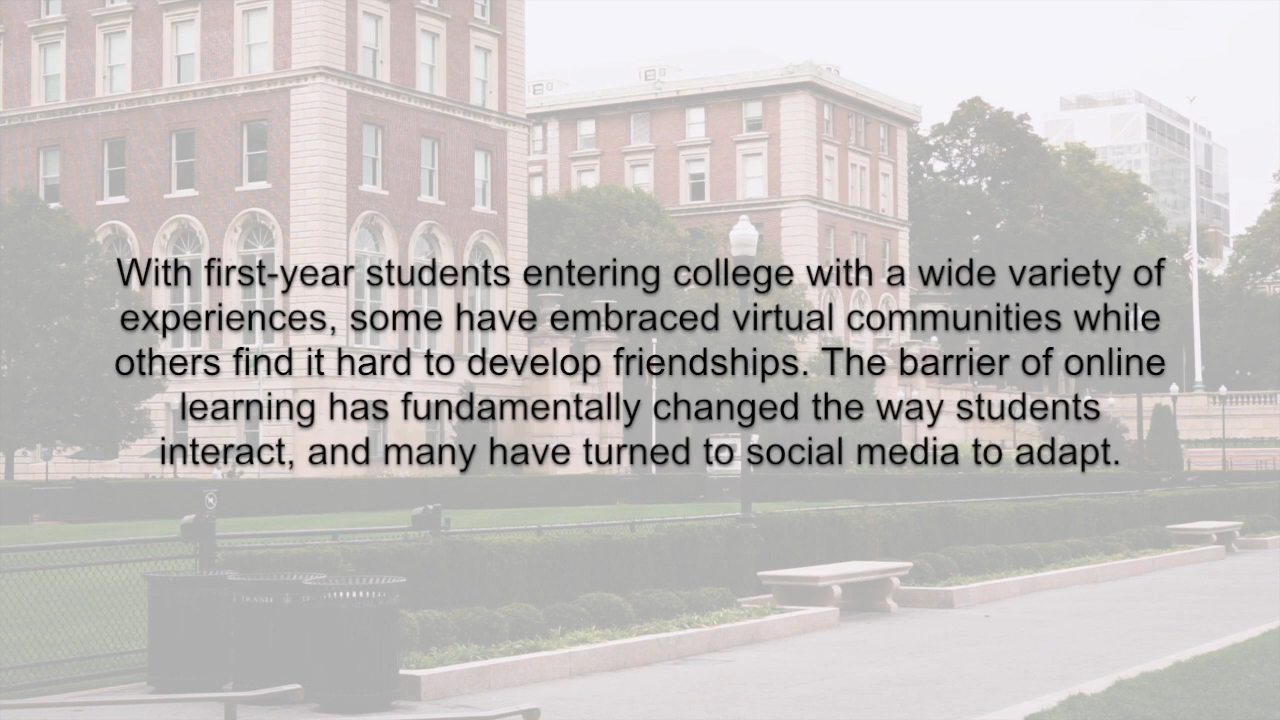 With first-year students entering college with a wide variety of
experiences, some have embraced virtual communities while
others find it hard to develop friendships. The barrier of online
learning has fundamentally changed the way students
interact, and many have turned to social media to adapt.
TRASH